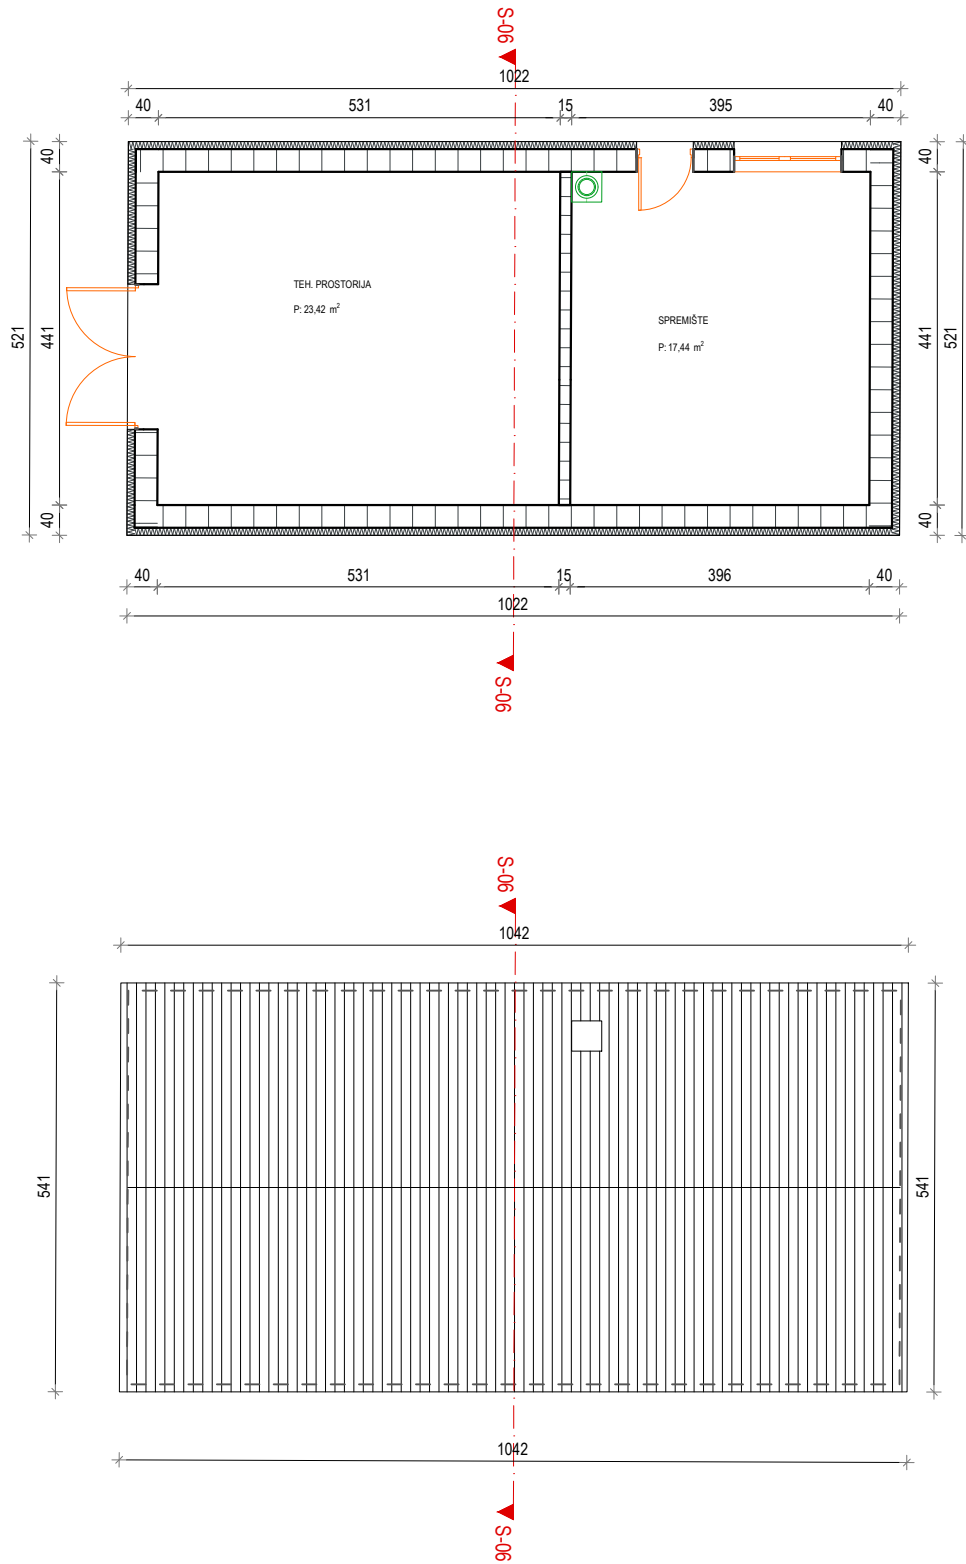 S-06
1022
40 531 15 395 40
40
441
40
521
40
441
40
521
TEH. PROSTORIJA
P: 23,42 m²
SPREMIŠTE
P: 17,44 m²
40 531 15 396 40
1022
S-06
S-06
1042
541
541
1042
S-06